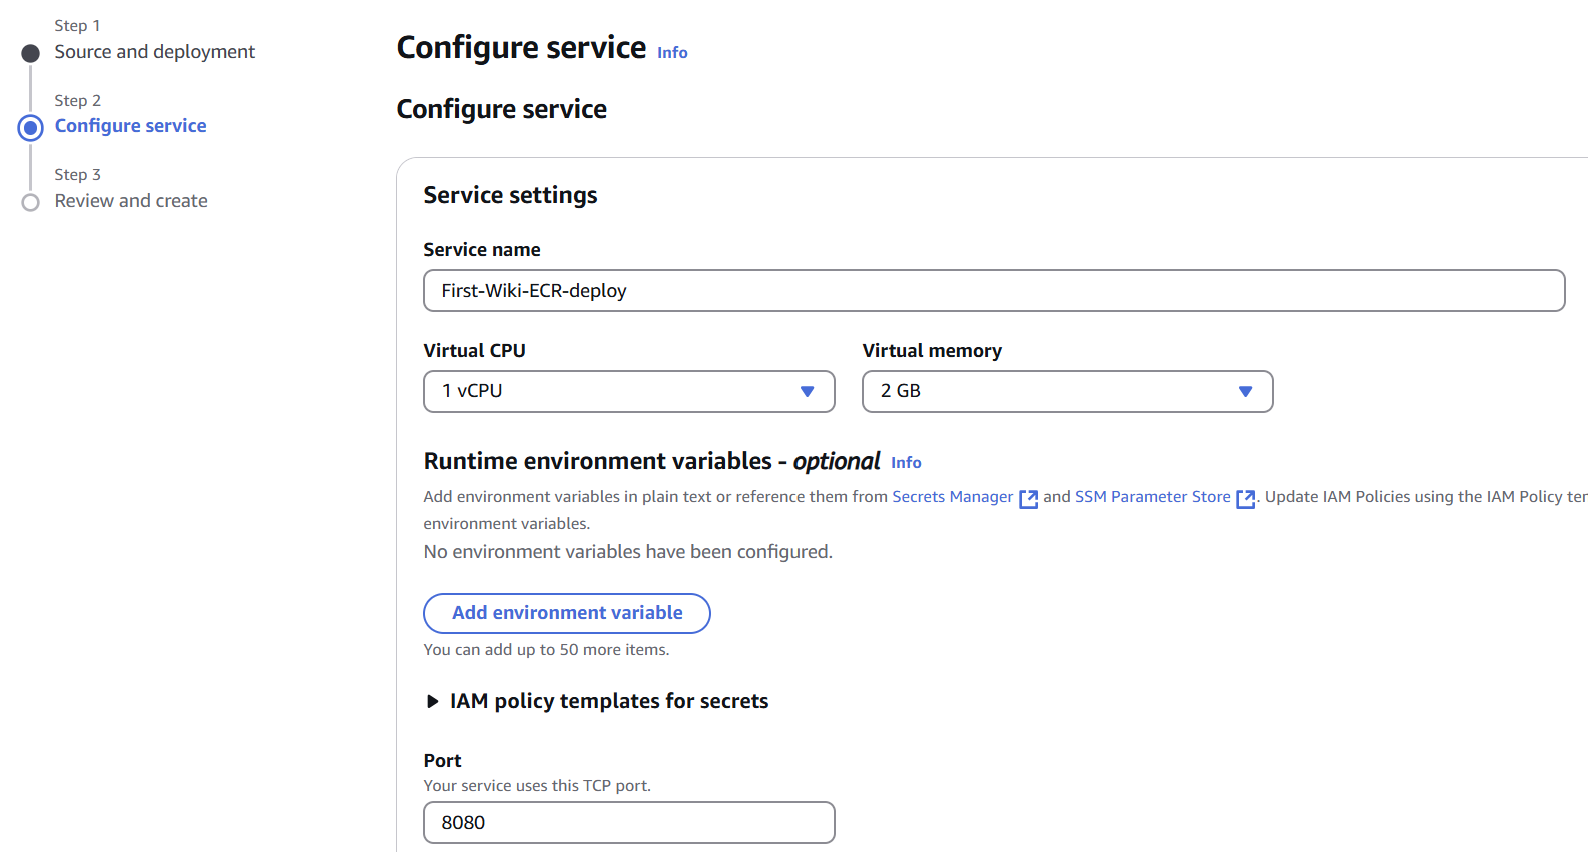 Step 1
Source and deployment
Step 2
Configure service
Step 3
Review and create
Configure service Info
Configure service
Service settings
Service name
First-Wiki-ECR-deploy
Virtual CPU Virtual memory
1 vCPU 2 GB
Runtime environment variables - optional Info
Add environment variables in plain text or reference them from Secrets Manager and SSM Parameter Store. Update IAM Policies using the IAM Policy
environment variables.
No environment variables have been configured.
Add environment variable
You can add up to 50 more items.
IAM policy templates for secrets
Port
Your service uses this TCP port.
8080